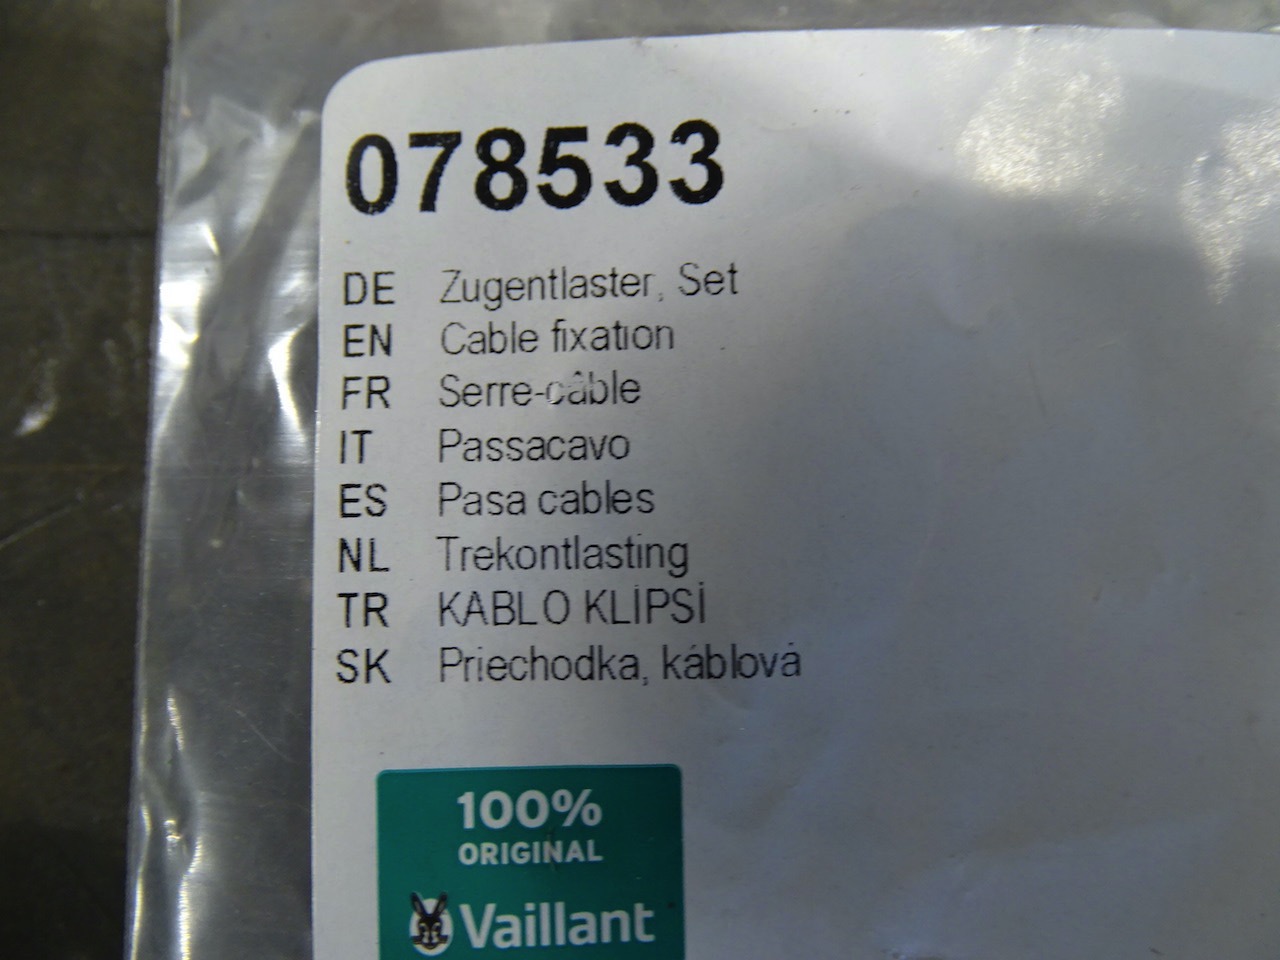 078533
DE Zugentlaster, Set
EN Cable fixation
FR Serre-câble
IT Passacavo
ES Pasa cables
NL Trekontlasting
TR KABLO KLİPSİ
SK Priechodka, káblová
100%
ORIGINAL
Vaillant